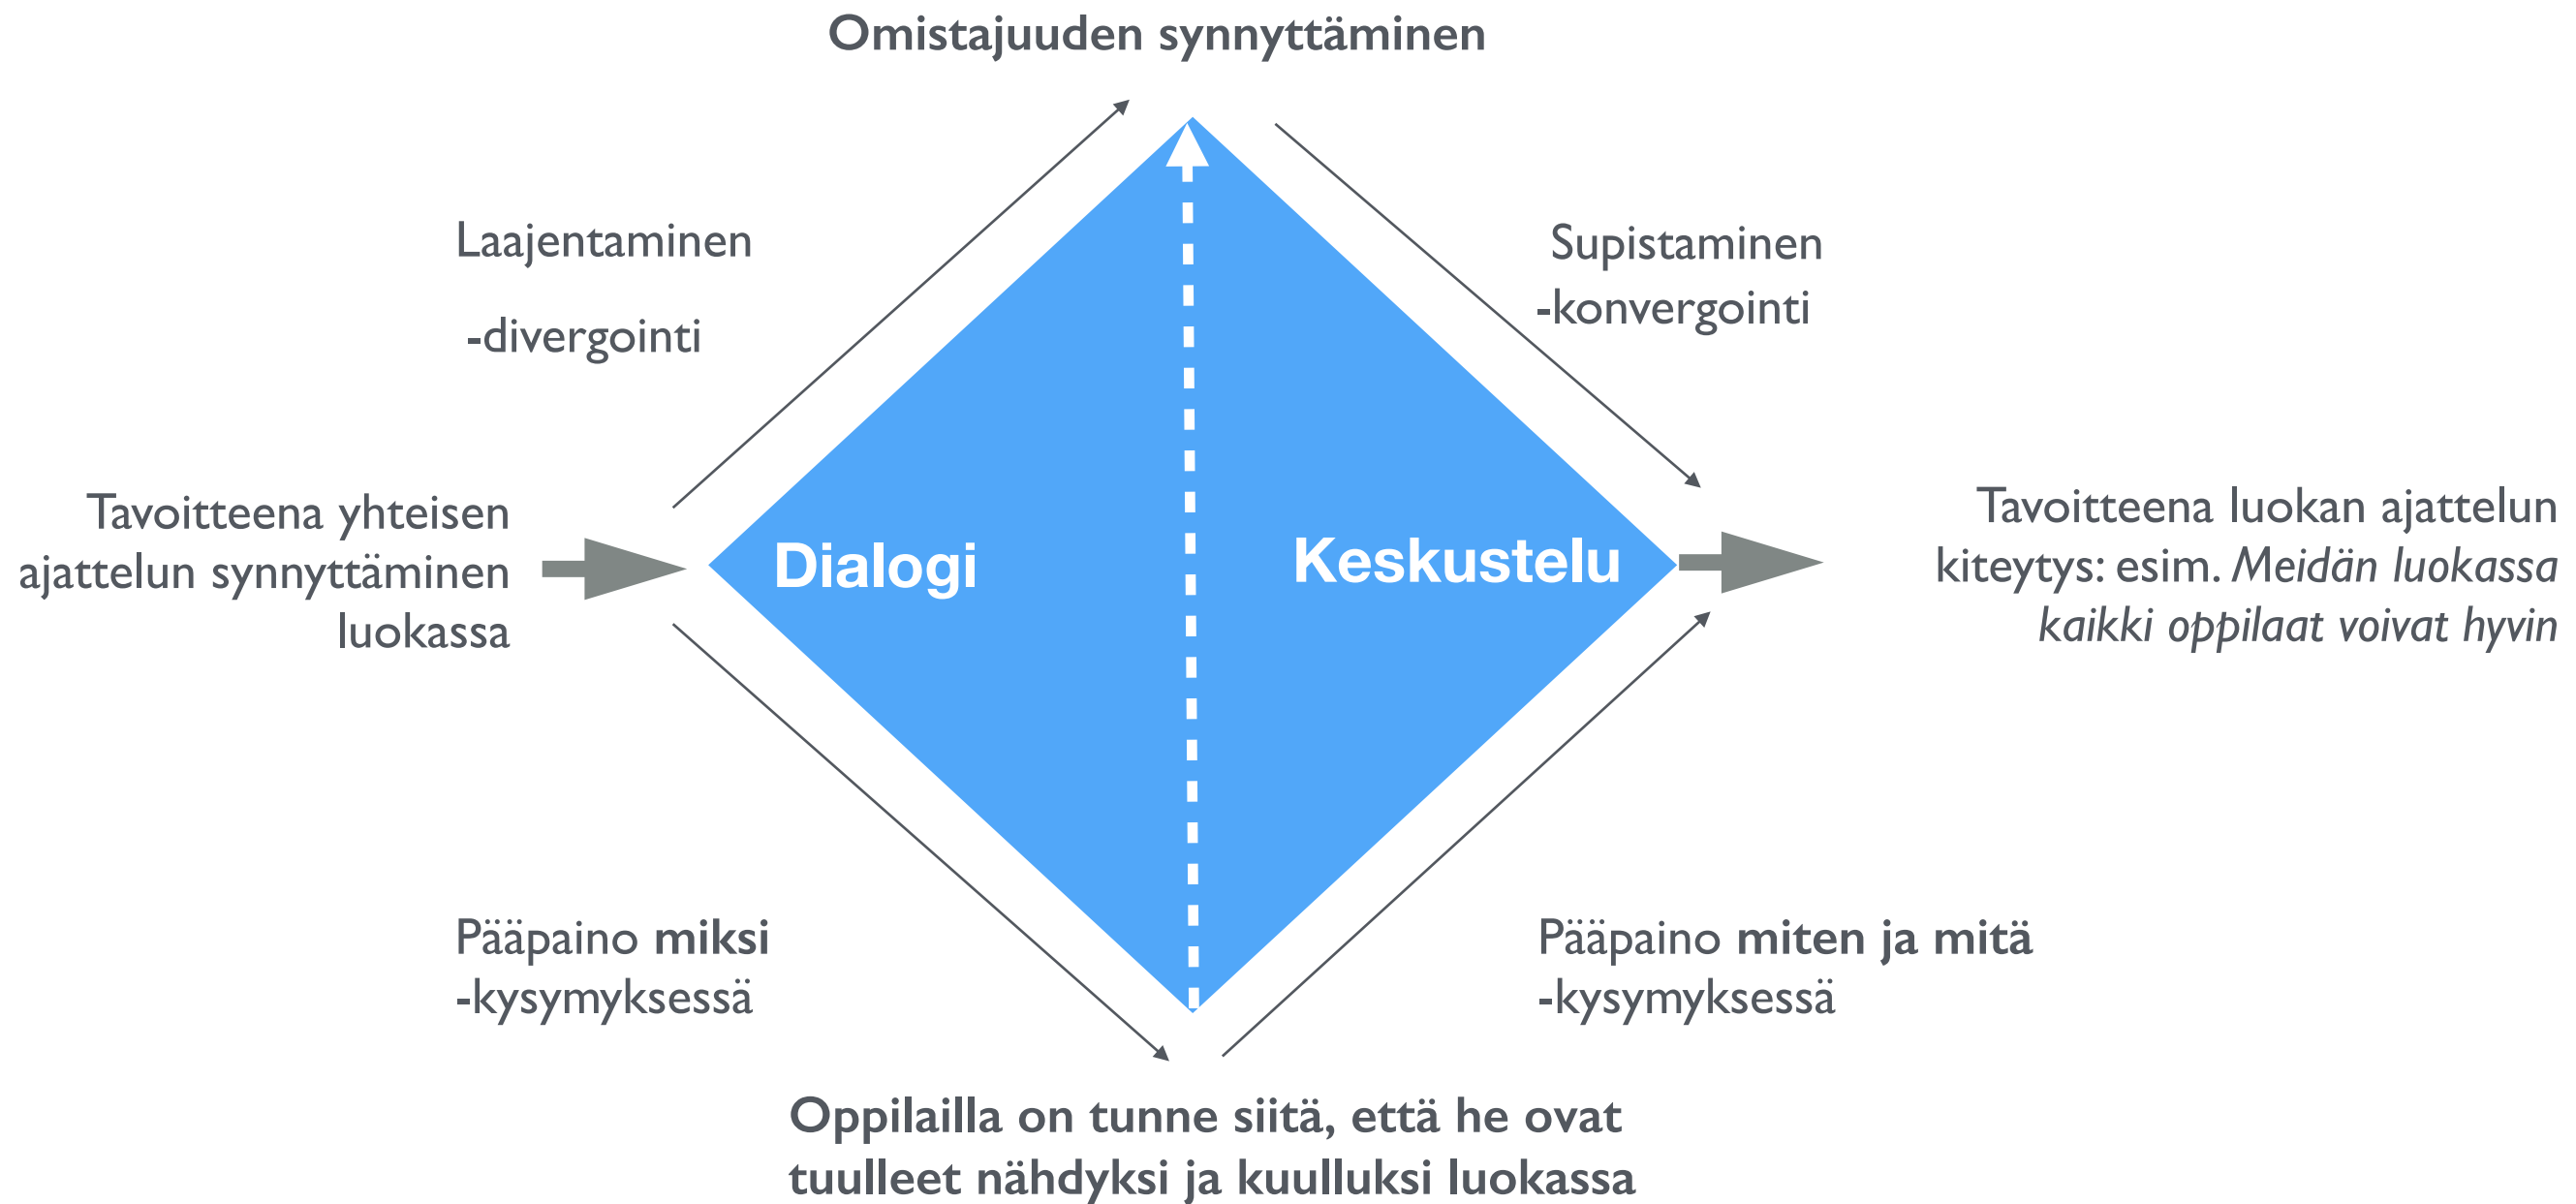 Omistajuuden synnyttäminen
Laajentaminen
-divergointi
Supistaminen
-konvergointi
Tavoitteena yhteisen
ajattelun synnyttäminen
luokassa
Dialogi
Keskustelu
Tavoitteena luokan ajattelun
kiteytys: esim. Meidän luokassa
kaikki oppilaat voivat hyvin
Pääpaino miksi
-kysymyksessä
Pääpaino miten ja mitä
-kysymyksessä
Oppilailla on tunne siitä, että he ovat
tuulleet nähdyksi ja kuulluksi luokassa